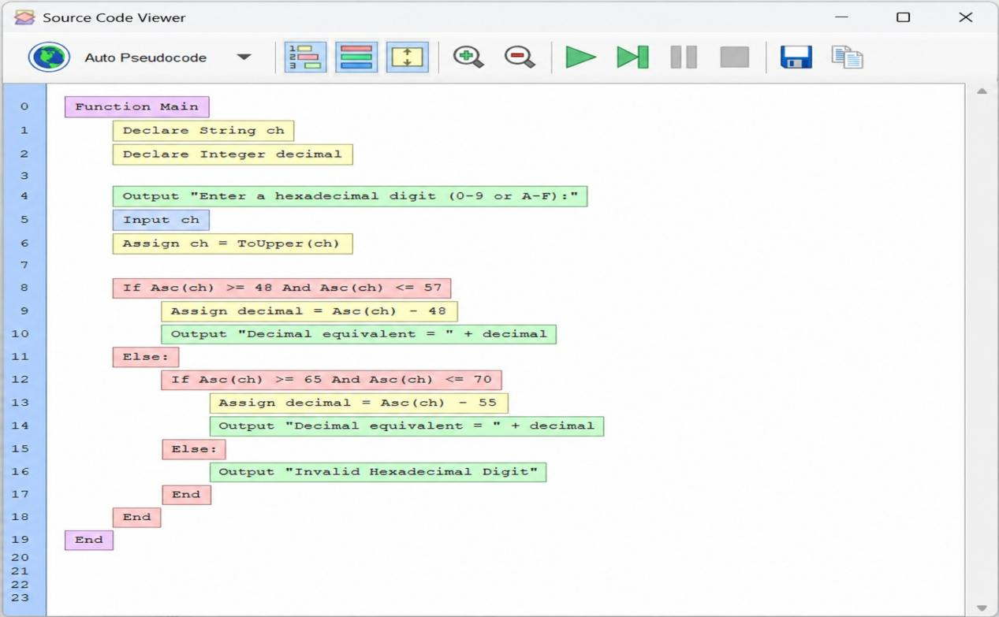 Source Code Viewer
Auto Pseudocode
1
2
3
0 Function Main
1 Declare String ch
2 Declare Integer decimal
3
4 Output "Enter a hexadecimal digit (0-9 or A-F):"
5 Input ch
6 Assign ch = ToUpper(ch)
7
8 If Asc(ch) >= 48 And Asc(ch) <= 57
9 Assign decimal = Asc(ch) - 48
10 Output "Decimal equivalent = " + decimal
11 Else:
12 If Asc(ch) >= 65 And Asc(ch) <= 70
13 Assign decimal = Asc(ch) - 55
14 Output "Decimal equivalent = " + decimal
15 Else:
16 Output "Invalid Hexadecimal Digit"
17 End
18 End
19 End
20
21
22
23